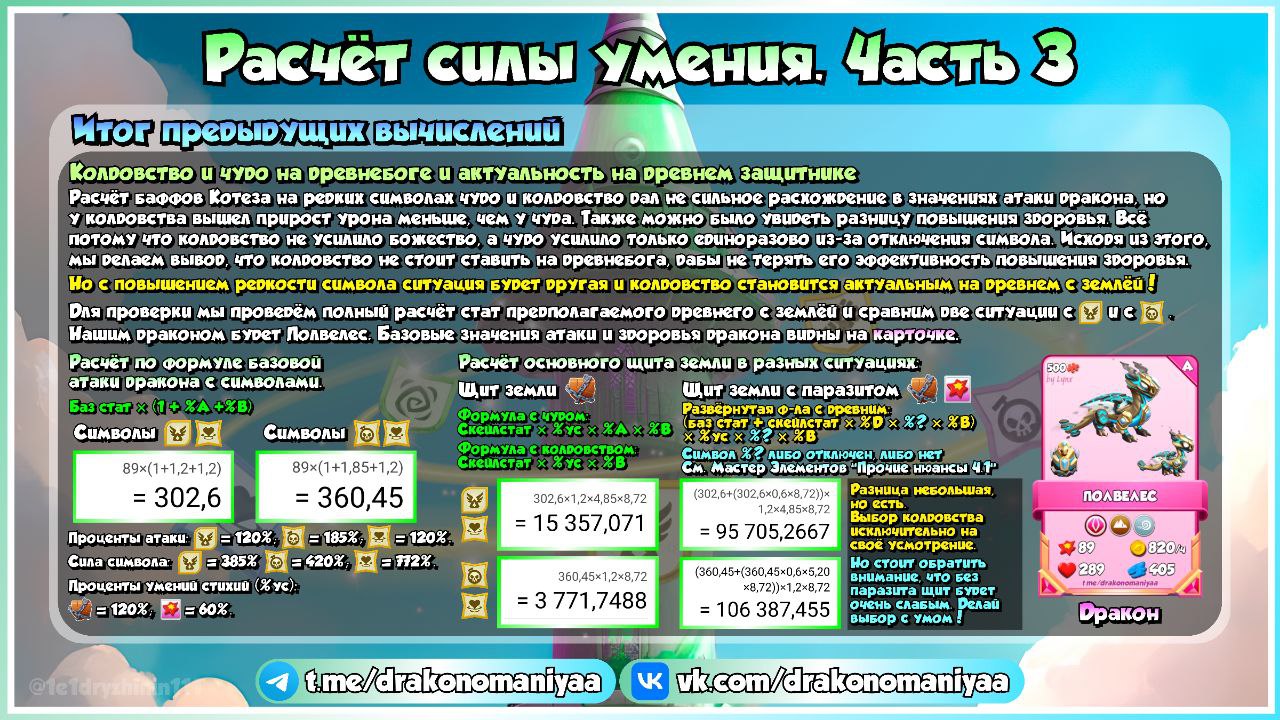 Расчёт силы умения. Часть 3
Итог предыдущих вычислений
Колдовство и чудо на древнебоге и актуальность на древнем защитнике
Расчёт баффов Котеза на редких символах чудо и колдовство дал не сильное расхождение в значениях атаки дракона, но
у колдовства вышел прирост урона меньше, чем у чуда. Также можно было увидеть разницу повышения здоровья. Всё
потому что колдовство не усилило божество, а чудо усилило только единоразово из-за отключения символа. Исходя из этого,
мы делаем вывод, что колдовство не стоит ставить на древнебога, дабы не терять его эффективность повышения здоровья.
Но с повышением редкости символа ситуация будет другая и колдовство становится актуальным на древнем с землёй!
Для проверки мы проведём полный расчёт стат предполагаемого древнего с землёй и сравним две ситуации с и с .
Нашим драконом будет Полвелес. Базовые значения атаки и здоровья дракона видны на карточке.
Расчёт по формуле базовой
атаки дракона с символами.
Баз стат × (1 + %А +%В)
Символы
Символы
89×(1+1,2+1,2)
= 302,6
89×(1+1,85+1,2)
= 360,45
Проценты атаки: = 120%, = 185%, = 120%.
Сила символа: = 385% = 420%, = 772%.
Проценты умений стихий (%ус):
= 120%, = 60%.
Расчёт основного щита земли в разных ситуациях:
Щит земли
Формула с чудом:
Скейлстат × %ус × %А × %В
Формула с колдовством:
Скейлстат × %ус × %В
302,6×1,2×4,85×8,72
= 15 357,071
360,45×1,2×8,72
= 3 771,7488
Щит земли с паразитом
Развёрнутая ф-ла с древним:
(баз стат + скейлстат × %D × %? × %В)
× %ус × %? × %В
Символ %? либо отключен, либо нет
См. Мастер Элементов "Прочие нюансы 4.1"
(302,6+(302,6×0,6×8,72))×
1,2×4,85×8,72
= 95 705,2667
(360,45+(360,45×0,6×5,20
×8,72))×1,2×8,72
= 106 387,455
Разница небольшая,
но есть.
Выбор колдовства
исключительно на
своё усмотрение.
Но стоит обратить
внимание, что без
паразита щит будет
очень слабым. Делай
выбор с умом!
500
by Lynx
A
ПОЛВЕЛЕС
89
820/ч
289
405
t.me/drakonomaniyaa
Дракон
@1e1dryzhinin11
t.me/drakonomaniyaa
vk.com/drakonomaniyaa